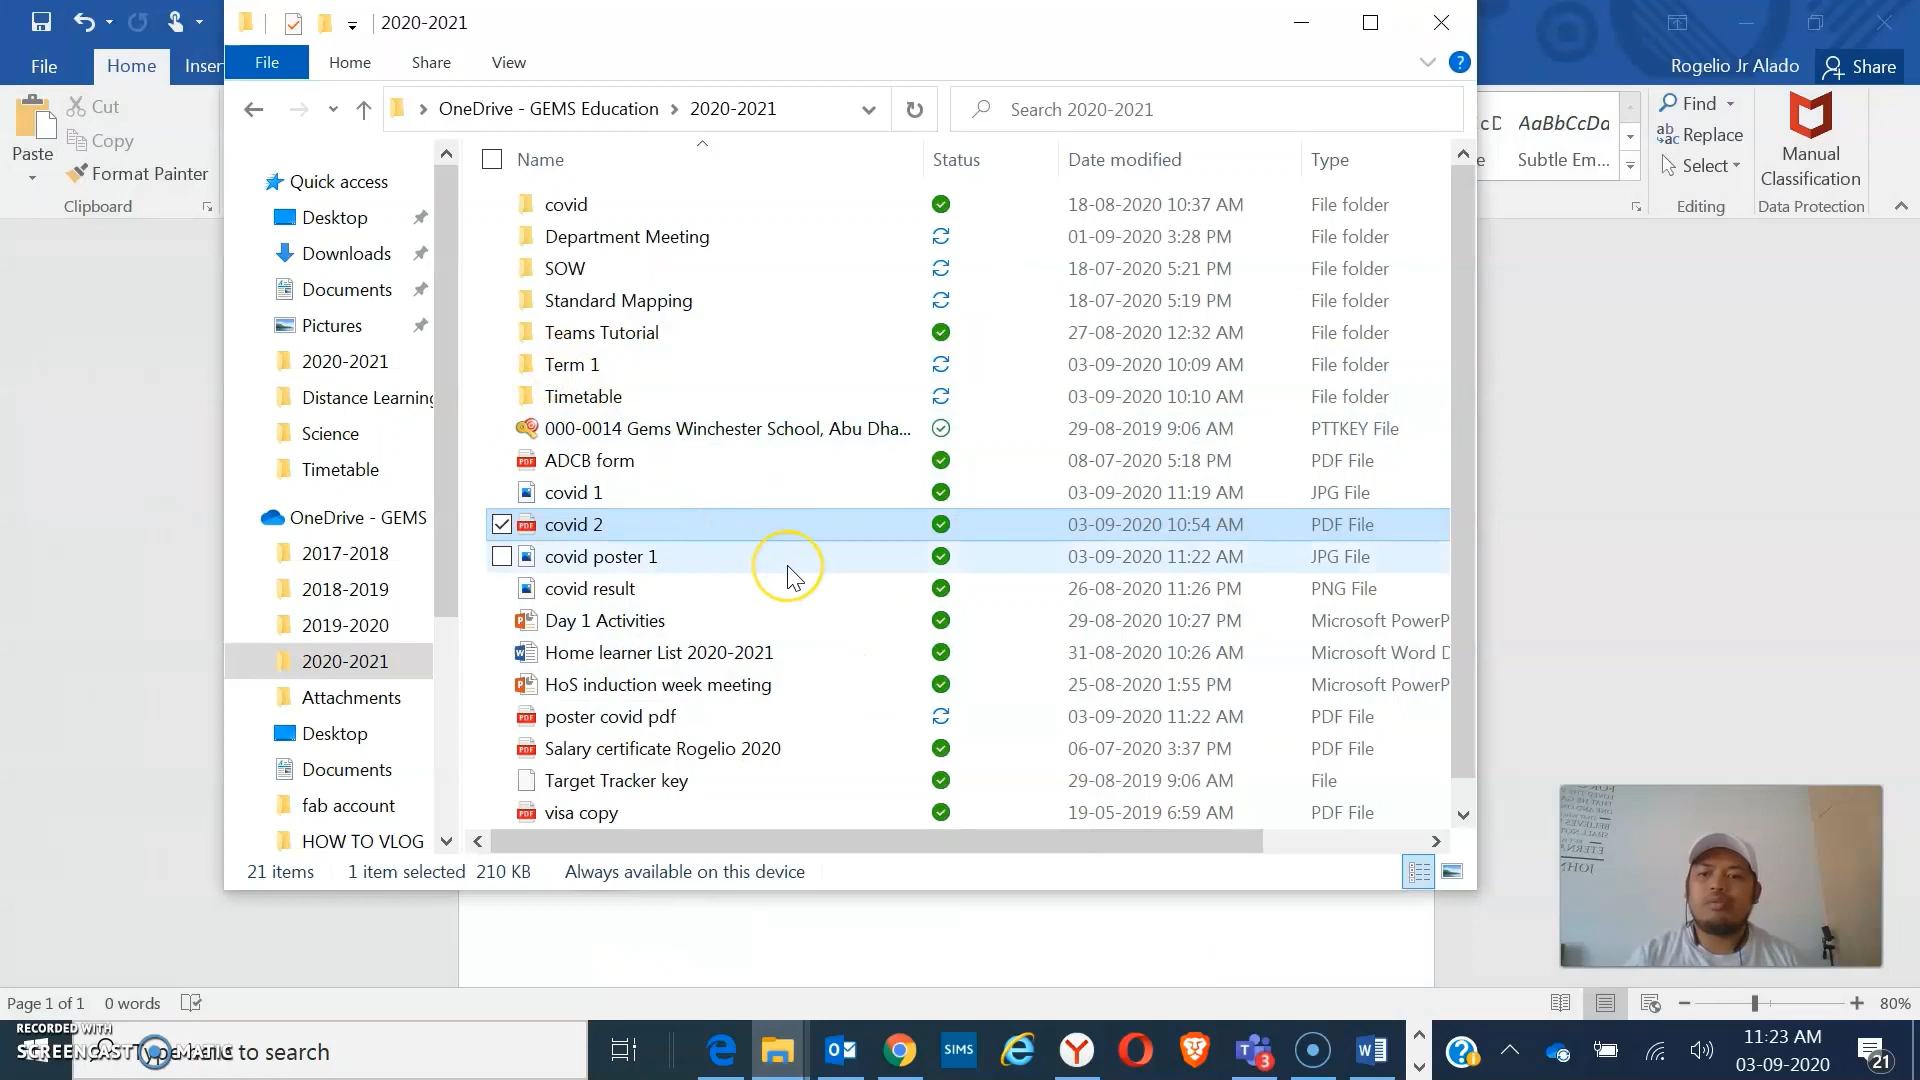 2020-2021
File
Home
Inser
File
Home
Share
View
Rogelio Jr Alado
Share
Paste
Cut
Copy
Format Painter
Clipboard
OneDrive - GEMS Education
2020-2021
Search 2020-2021
AaBbCcDc
Subtle Em...
Find
Replace
Select
Editing
Manual
Classification
Data Protection
Name
Status
Date modified
Type
Quick access
Desktop
Downloads
Documents
Pictures
2020-2021
Distance Learning
Science
Timetable
OneDrive - GEMS
2017-2018
2018-2019
2019-2020
2020-2021
Attachments
Desktop
Documents
fab account
HOW TO VLOG
covid 18-08-2020 10:37 AM File folder
Department Meeting 01-09-2020 3:28 PM File folder
SOW 18-07-2020 5:21 PM File folder
Standard Mapping 18-07-2020 5:19 PM File folder
Teams Tutorial 27-08-2020 12:32 AM File folder
Term 1 03-09-2020 10:09 AM File folder
Timetable 03-09-2020 10:10 AM File folder
000-0014 Gems Winchester School, Abu Dha... 29-08-2019 9:06 AM PTTKEY File
ADCB form 08-07-2020 5:18 PM PDF File
covid 1 03-09-2020 11:19 AM JPG File
covid 2 03-09-2020 10:54 AM PDF File
covid poster 1 03-09-2020 11:22 AM JPG File
covid result 26-08-2020 11:26 PM PNG File
Day 1 Activities 29-08-2020 10:27 PM Microsoft PowerP
Home learner List 2020-2021 31-08-2020 10:26 AM Microsoft Word D
HoS induction week meeting 25-08-2020 1:55 PM Microsoft PowerP
poster covid pdf 03-09-2020 11:22 AM PDF File
Salary certificate Rogelio 2020 06-07-2020 3:37 PM PDF File
Target Tracker key 29-08-2019 9:06 AM File
visa copy 19-05-2019 6:59 AM PDF File
21 items
1 item selected 210 KB
Always available on this device
Page 1 of 1
0 words
80%
RECORDED WITH
SCREENCAST MATIC
Type here to search
SIMS
3
11:23 AM
03-09-2020
21